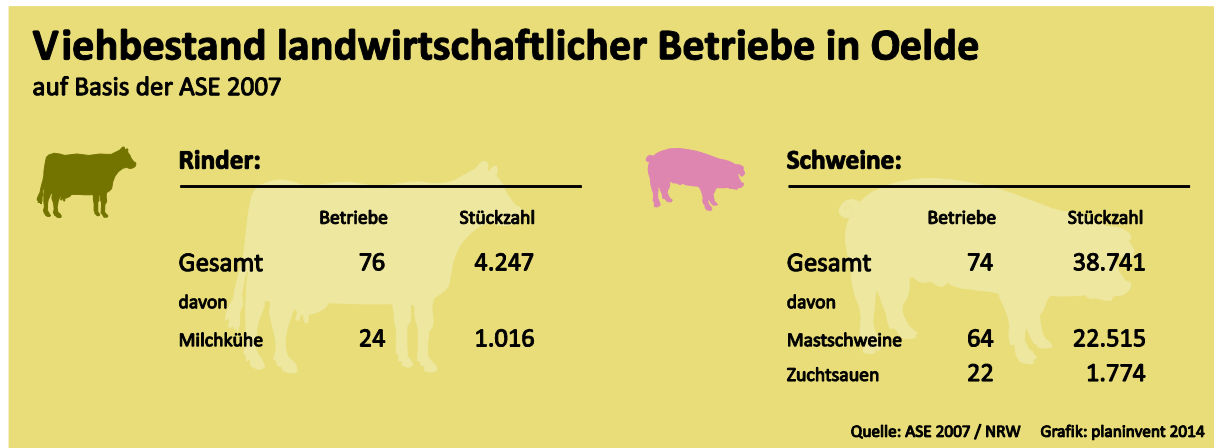 Viehbestand landwirtschaftlicher Betriebe in Oelde
auf Basis der ASE 2007
Rinder:
Betriebe Stückzahl
Gesamt 76 4.247
davon
Milchkühe 24 1.016
Schweine:
Betriebe Stückzahl
Gesamt 74 38.741
davon
Mastschweine 64 22.515
Zuchtsauen 22 1.774
Quelle: ASE 2007 / NRW Grafik: planinvent 2014